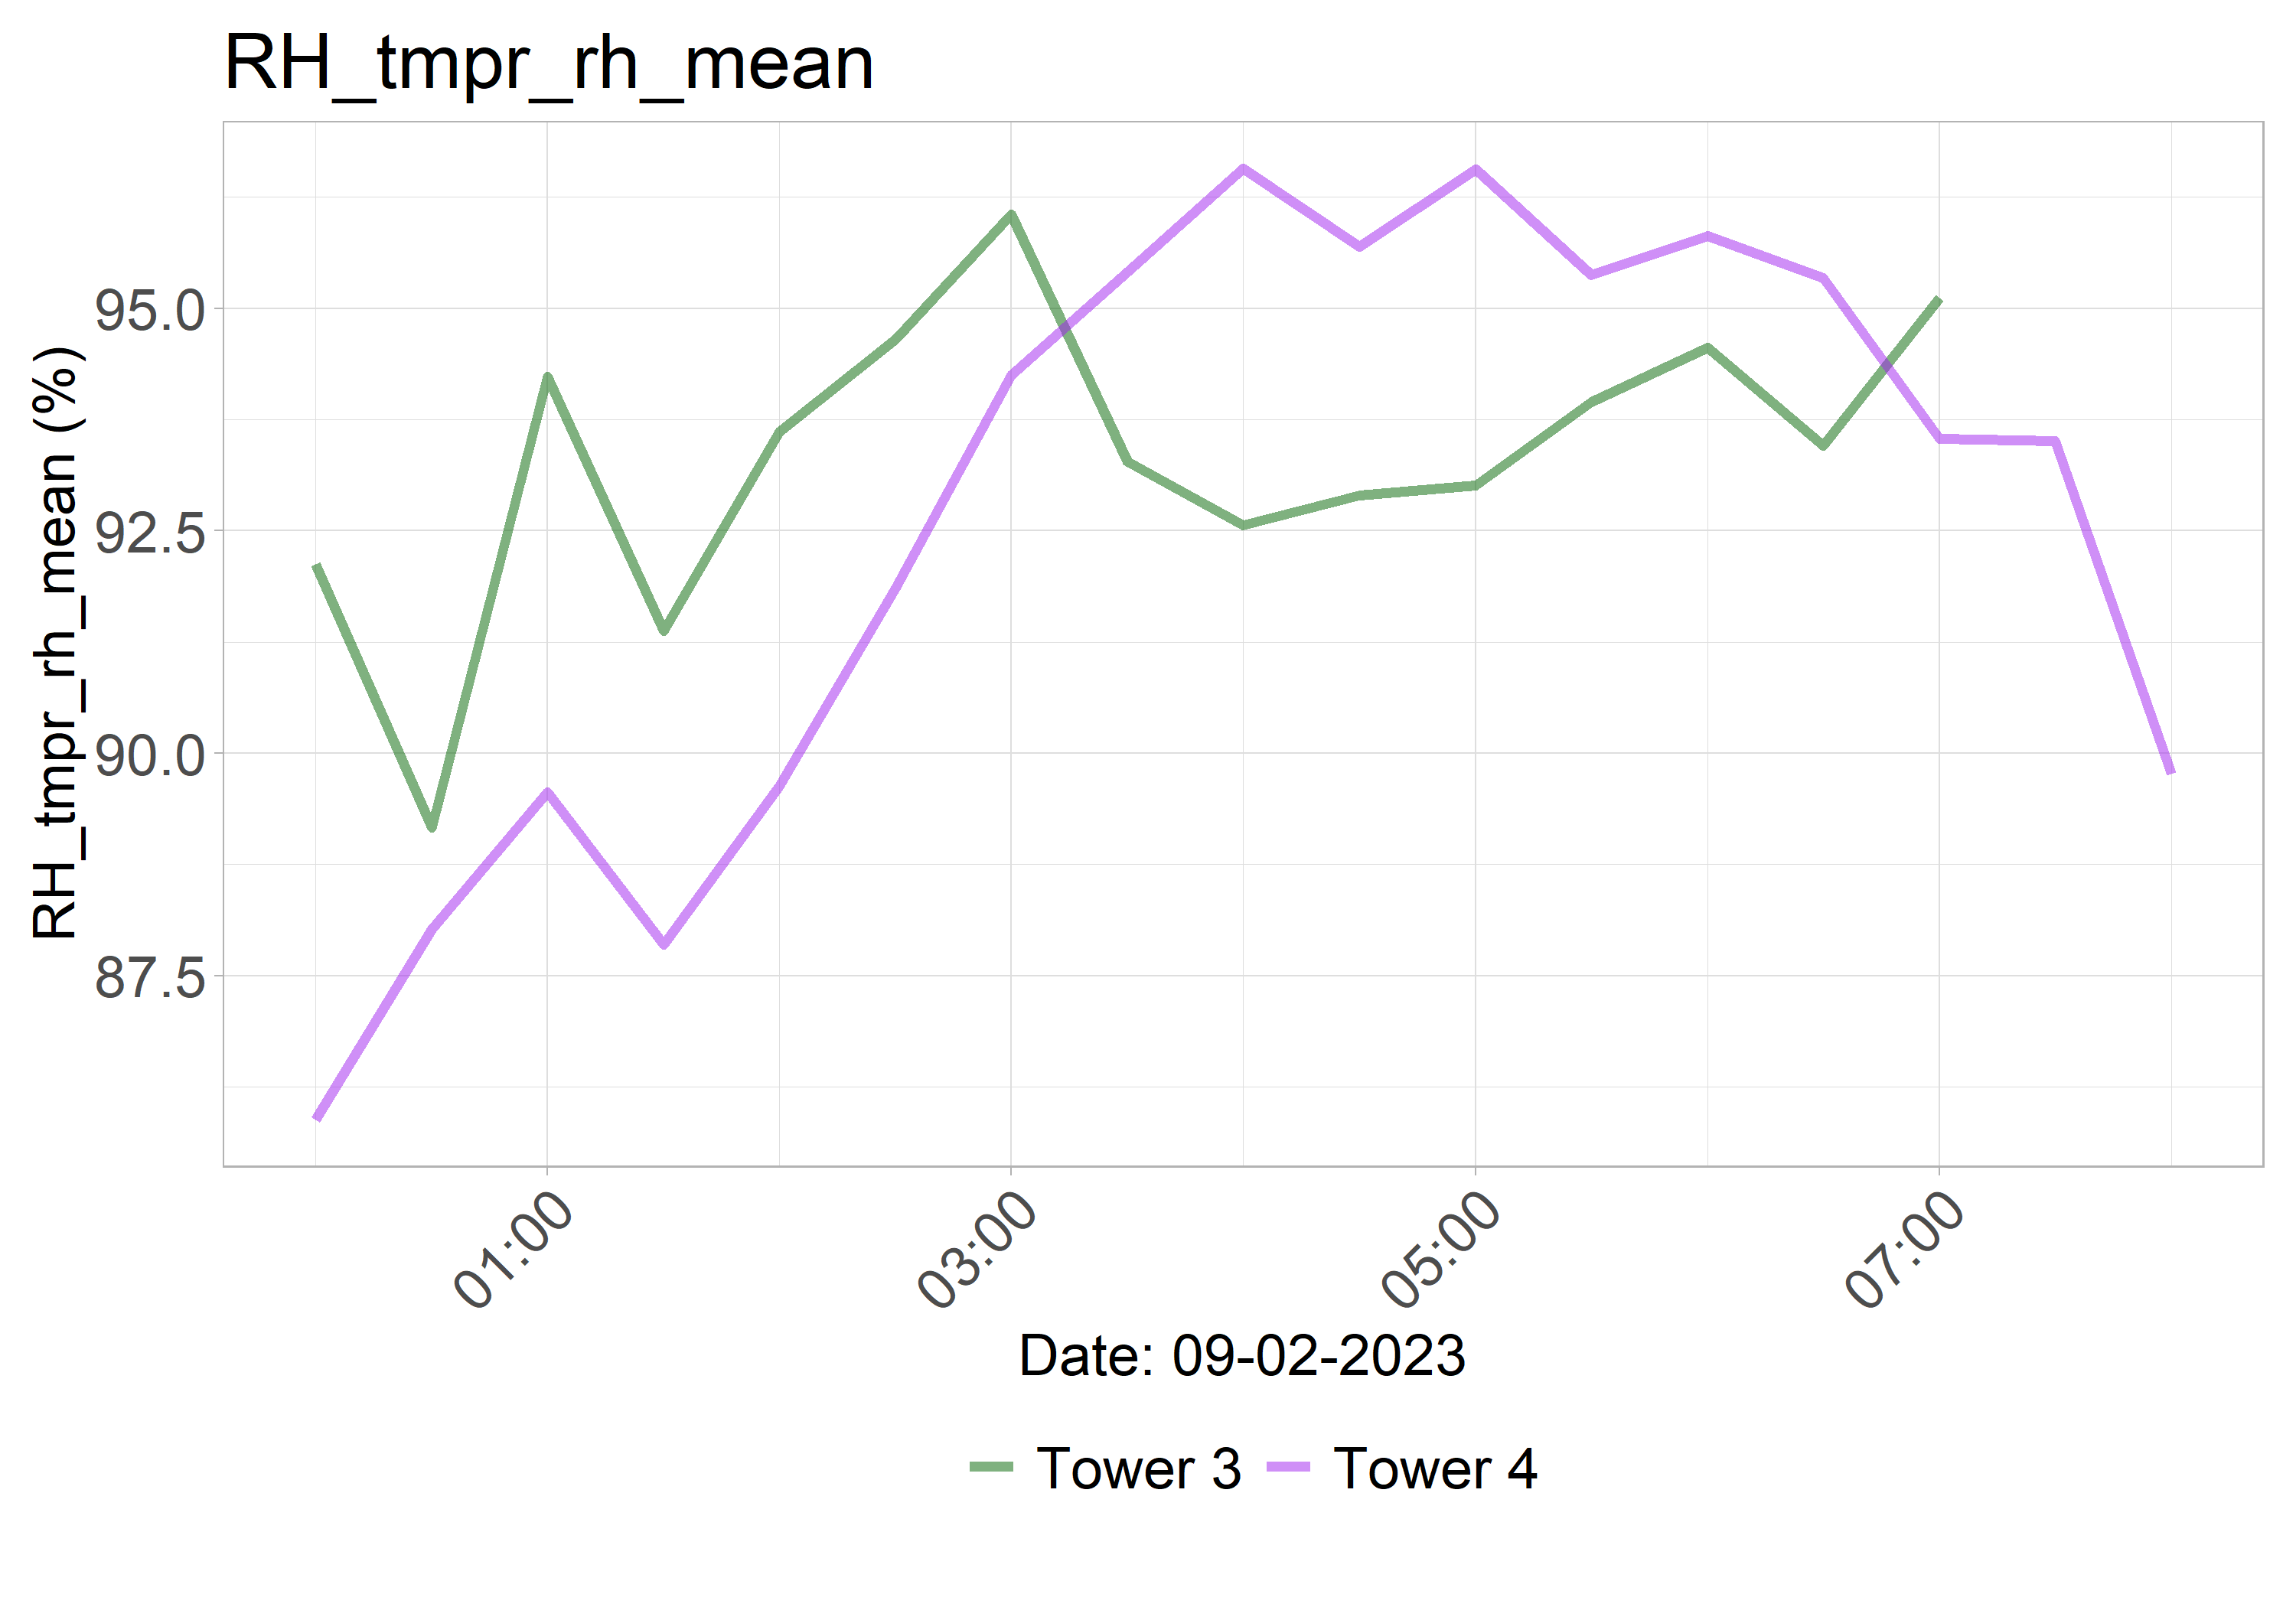 RH_tmpr_rh_mean
RH_tmpr_rh_mean (%)
95.0
92.5
90.0
87.5
01:00 03:00 05:00 07:00
Date: 09-02-2023
Tower 3 Tower 4